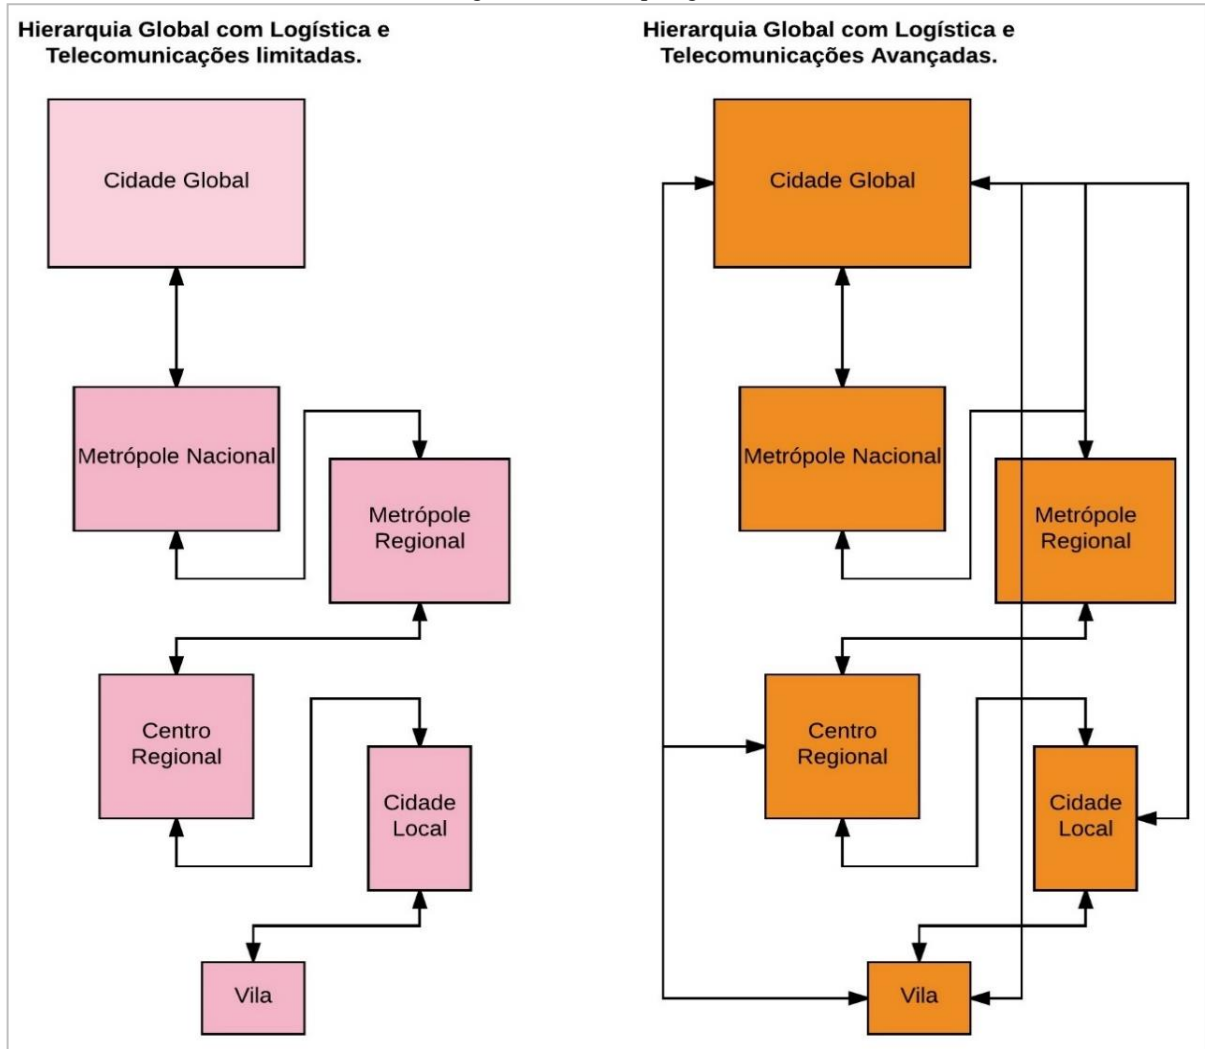 Hierarquia Global com Logística e
Telecomunicações limitadas.
Cidade Global
Metrópole Nacional
Metrópole
Regional
Centro
Regional
Cidade
Local
Vila
Hierarquia Global com Logística e
Telecomunicações Avançadas.
Cidade Global
Metrópole Nacional
Metrópole
Regional
Centro
Regional
Cidade
Local
Vila